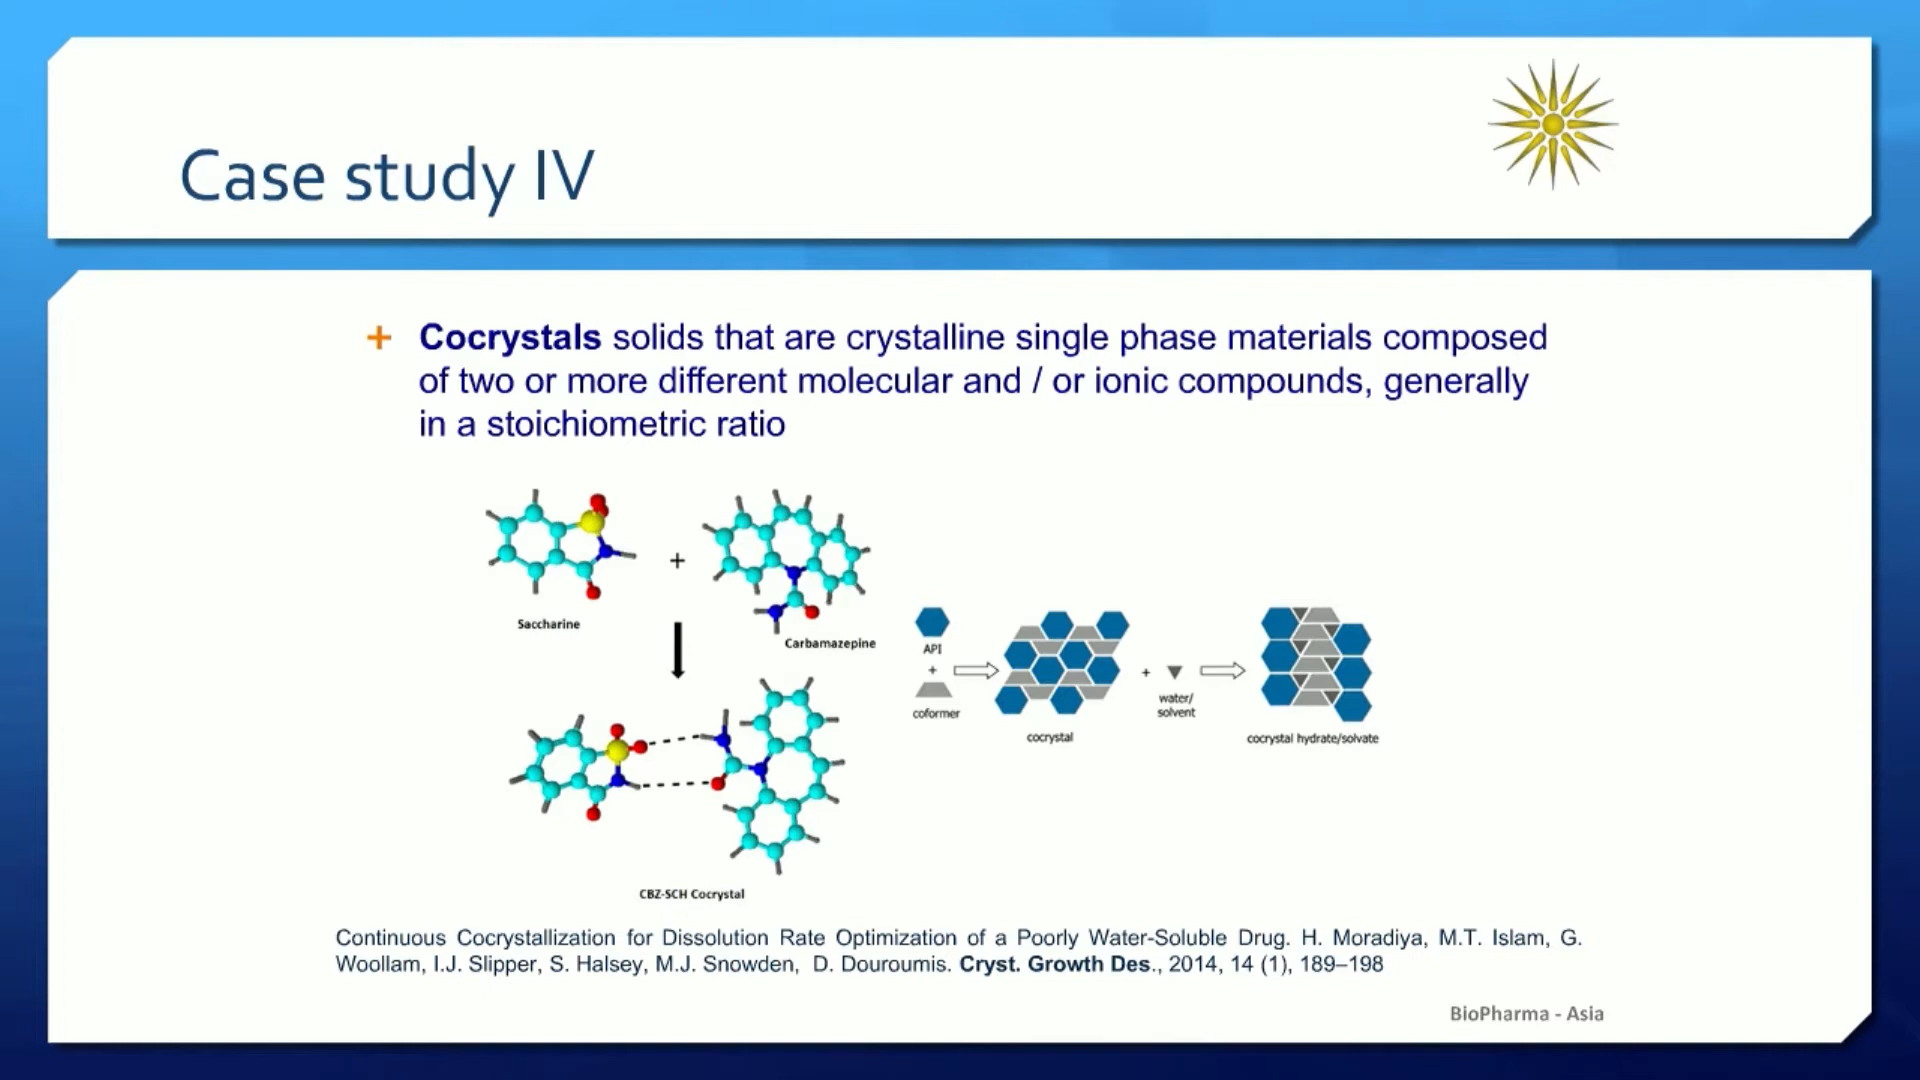 Case study IV
Cocrystals solids that are crystalline single phase materials composed
of two or more different molecular and / or ionic compounds, generally
in a stoichiometric ratio
Saccharine
+
Carbamazepine
CBZ-SCH Cocrystal
API
+
coformer
cocrystal
+
water/
solvent
cocrystal hydrate/solvate
Continuous Cocrystallization for Dissolution Rate Optimization of a Poorly Water-Soluble Drug. H. Moradiya, M.T. Islam, G.
Woollam, I.J. Slipper, S. Halsey, M.J. Snowden, D. Douroumis. Cryst. Growth Des., 2014, 14 (1), 189–198
BioPharma - Asia